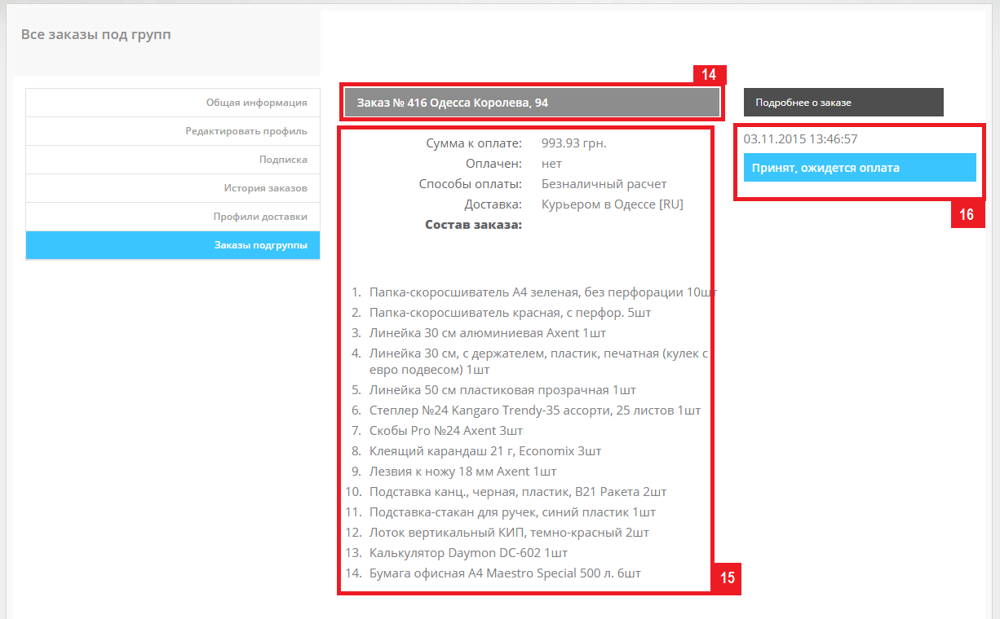 Все заказы под групп
Общая информация
Редактировать профиль
Подписка
История заказов
Профили доставки
Заказы подгруппы
14
Заказ № 416 Одесса Королева, 94
Сумма к оплате: 993.93 грн.
Оплачен: нет
Способы оплаты: Безналичный расчет
Доставка: Курьером в Одессе [RU]
Состав заказа:
1. Папка-скоросшиватель А4 зеленая, без перфорации 10шт
2. Папка-скоросшиватель красная, с перфор. 5шт
3. Линейка 30 см алюминиевая Axent 1шт
4. Линейка 30 см, с держателем, пластик, печатная (кулек с
евро подвесом) 1шт
5. Линейка 50 см пластиковая прозрачная 1шт
6. Степлер №24 Kangaro Trendy-35 ассорти, 25 листов 1шт
7. Скобы Pro №24 Axent 3шт
8. Клеящий карандаш 21 г, Economix 3шт
9. Лезвия к ножу 18 мм Axent 1шт
10. Подставка канц., черная, пластик, В21 Ракета 2шт
11. Подставка-стакан для ручек, синий пластик 1шт
12. Лоток вертикальный КИП, темно-красный 2шт
13. Калькулятор Daymon DC-602 1шт
14. Бумага офисная А4 Maestro Special 500 л. 6шт
15
Подробнее о заказе
03.11.2015 13:46:57
Принят, ожидется оплата
16